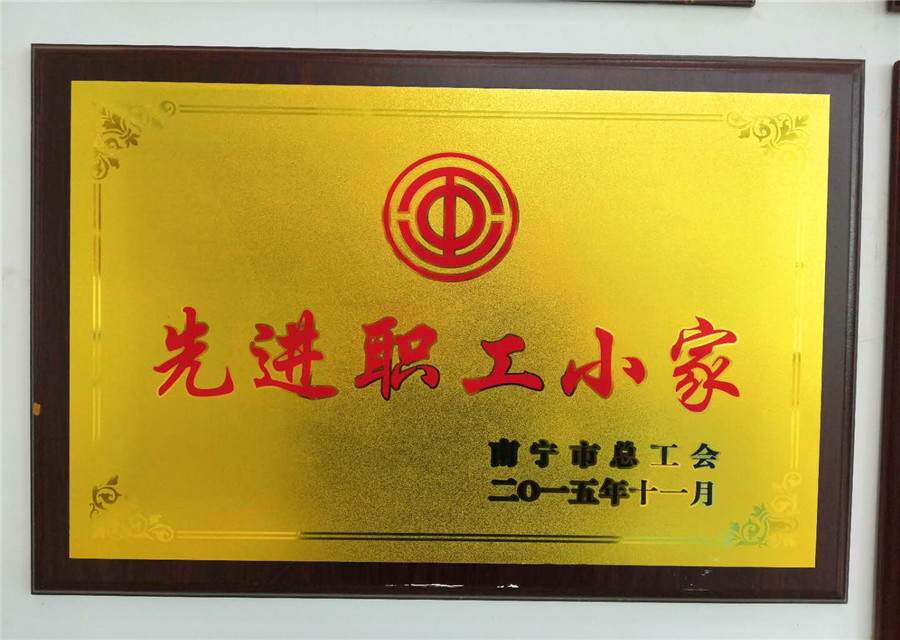 先进职工小家
南宁市总工会
二〇一五年十一月